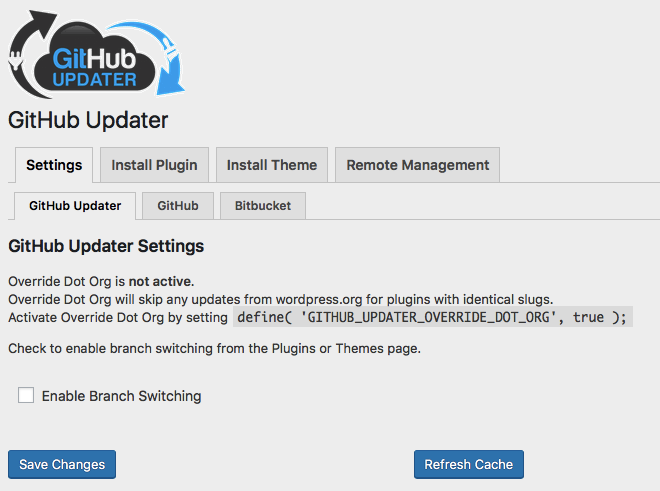 GitHub
UPDATER
GitHub Updater
Settings Install Plugin Install Theme Remote Management
GitHub Updater GitHub Bitbucket
GitHub Updater Settings
Override Dot Org is not active.
Override Dot Org will skip any updates from wordpress.org for plugins with identical slugs.
Activate Override Dot Org by setting define( 'GITHUB_UPDATER_OVERRIDE_DOT_ORG', true );
Check to enable branch switching from the Plugins or Themes page.
Enable Branch Switching
Save Changes Refresh Cache